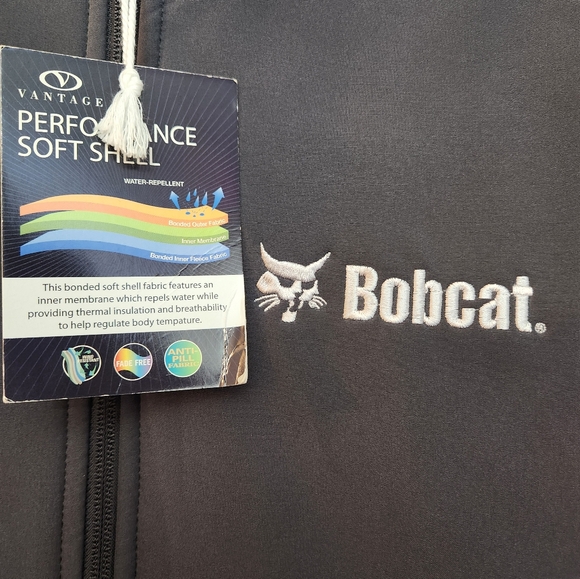 VANTAGE
PERFO ANCE
SOFT SHELL
WATER-REPELLENT
Bonded Outer Fabric
Inner Membrane
Bonded Inner Fleece Fabric
This bonded soft shell fabric features an
inner membrane which repels water while
providing thermal insulation and breathability
to help regulate body tempature.
FADE FREE
ANTI-
PILL
FABRIC
Bobcat®